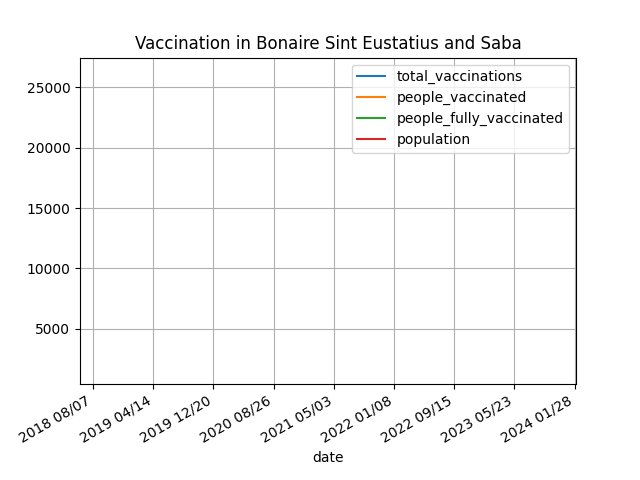 Vaccination in Bonaire Sint Eustatius and Saba
total_vaccinations
people_vaccinated
people_fully_vaccinated
population
25000
20000
15000
10000
5000
2018 08/07
2019 04/14
2019 12/20
2020 08/26
2021 05/03
2022 01/08
2022 09/15
2023 05/23
2024 01/28
date